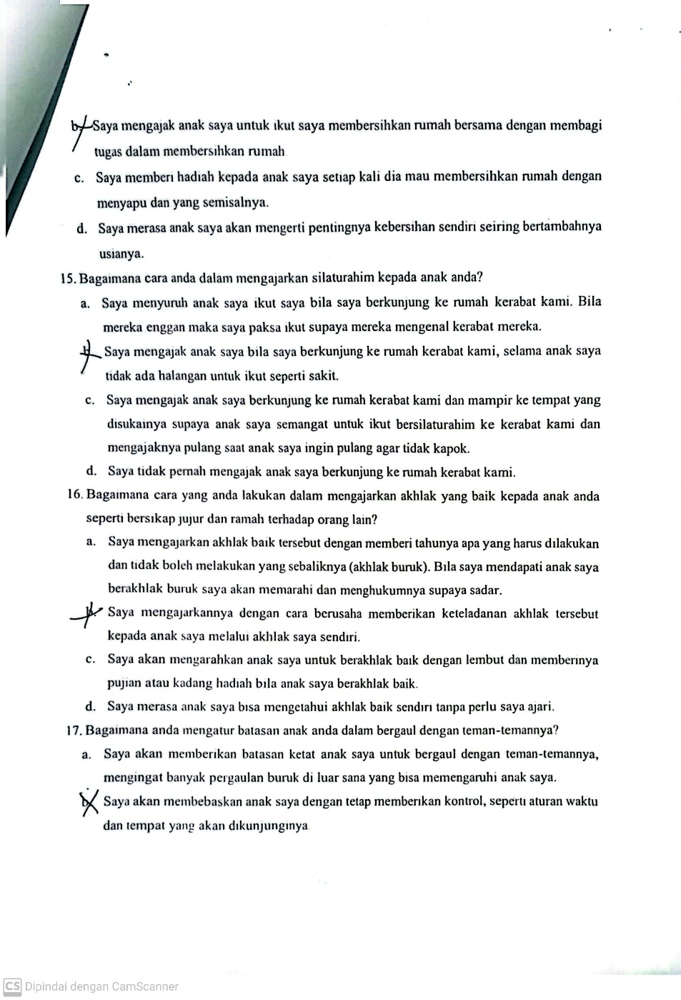 b. Saya mengajak anak saya untuk ikut saya membersihkan rumah bersama dengan membagi
tugas dalam membersihkan rumah
c. Saya memberi hadiah kepada anak saya setiap kali dia mau membersihkan rumah dengan
menyapu dan yang semisalnya.
d. Saya merasa anak saya akan mengerti pentingnya kebersihan sendiri seiring bertambahnya
usianya.
15. Bagaimana cara anda dalam mengajarkan silaturahim kepada anak anda?
a. Saya menyuruh anak saya ikut saya bila saya berkunjung ke rumah kerabat kami. Bila
mereka enggan maka saya paksa ikut supaya mereka mengenal kerabat mereka.
b. Saya mengajak anak saya bila saya berkunjung ke rumah kerabat kami, selama anak saya
tidak ada halangan untuk ikut seperti sakit.
c. Saya mengajak anak saya berkunjung ke rumah kerabat kami dan mampir ke tempat yang
disukainya supaya anak saya semangat untuk ikut bersilaturahim ke kerabat kami dan
mengajaknya pulang saat anak saya ingin pulang agar tidak kapok.
d. Saya tidak pernah mengajak anak saya berkunjung ke rumah kerabat kami.
16. Bagaimana cara yang anda lakukan dalam mengajarkan akhlak yang baik kepada anak anda
seperti bersikap jujur dan ramah terhadap orang lain?
a. Saya mengajarkan akhlak baik tersebut dengan memberi tahunya apa yang harus dilakukan
dan tidak boleh melakukan yang sebaliknya (akhlak buruk). Bila saya mendapati anak saya
berakhlak buruk saya akan memarahi dan menghukumnya supaya sadar.
b. Saya mengajarkannya dengan cara berusaha memberikan keteladanan akhlak tersebut
kepada anak saya melalui akhlak saya sendiri.
c. Saya akan mengarahkan anak saya untuk berakhlak baik dengan lembut dan memberinya
pujian atau kadang hadiah bila anak saya berakhlak baik.
d. Saya merasa anak saya bisa mengetahui akhlak baik sendiri tanpa perlu saya ajari.
17. Bagaimana anda mengatur batasan anak anda dalam bergaul dengan teman-temannya?
a. Saya akan memberikan batasan ketat anak saya untuk bergaul dengan teman-temannya,
mengingat banyak pergaulan buruk di luar sana yang bisa memengaruhi anak saya.
b. Saya akan membebaskan anak saya dengan tetap memberikan kontrol, seperti aturan waktu
dan tempat yang akan dikunjunginya
CS Dipindai dengan CamScanner